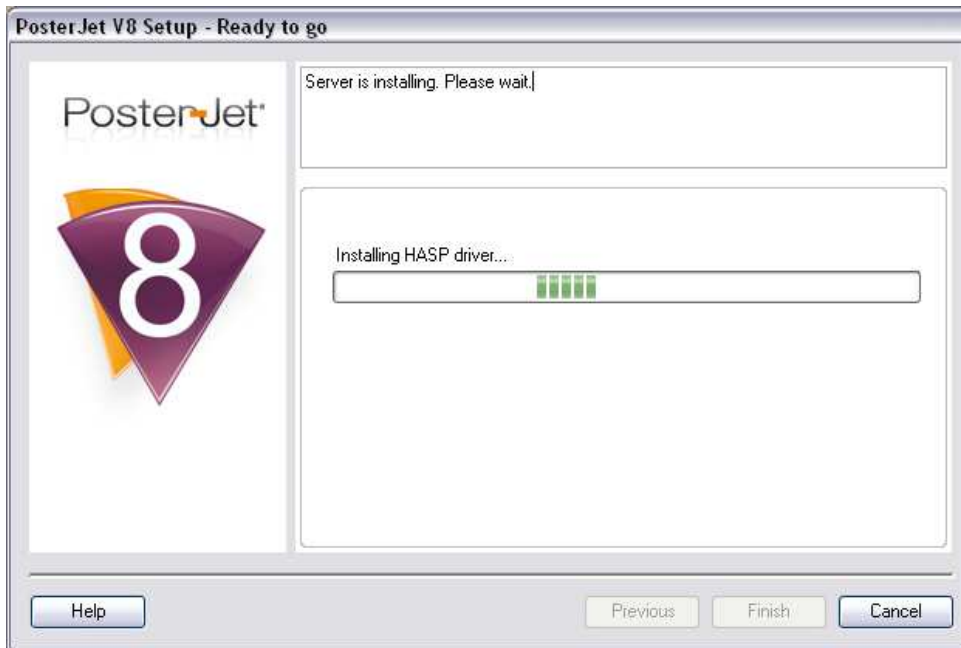 PosterJet V8 Setup - Ready to go
PosterJet
8
Server is installing. Please wait.
Installing HASP driver...
Help
Previous
Finish
Cancel